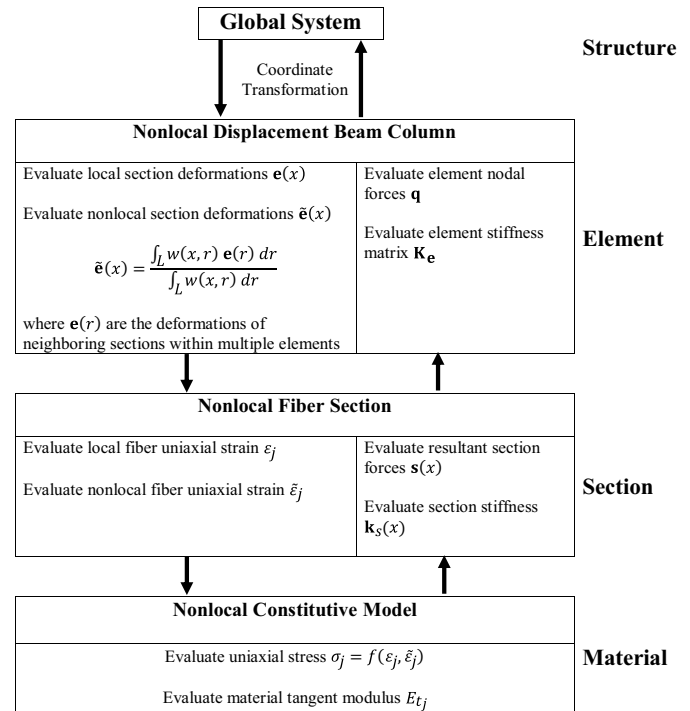 Global System
Structure
Coordinate
Transformation
Nonlocal Displacement Beam Column
Evaluate local section deformations 𝐞(𝑥)
Evaluate nonlocal section deformations 𝐞̃(𝑥)
𝐞̃(𝑥) = ∫_L 𝑤(𝑥, 𝑟) 𝐞(𝑟) 𝑑𝑟 / ∫_L 𝑤(𝑥, 𝑟) 𝑑𝑟
where 𝐞(𝑟) are the deformations of
neighboring sections within multiple elements
Evaluate element nodal
forces 𝐪
Evaluate element stiffness
matrix 𝐊_𝐞
Element
Nonlocal Fiber Section
Evaluate local fiber uniaxial strain 𝜀_𝑗
Evaluate nonlocal fiber uniaxial strain 𝜀̃_𝑗
Evaluate resultant section
forces 𝐬(𝑥)
Evaluate section stiffness
𝐤_𝑠(𝑥)
Section
Nonlocal Constitutive Model
Evaluate uniaxial stress 𝜎_𝑗 = 𝑓(𝜀_𝑗, 𝜀̃_𝑗)
Evaluate material tangent modulus 𝐸_𝑡𝑗
Material